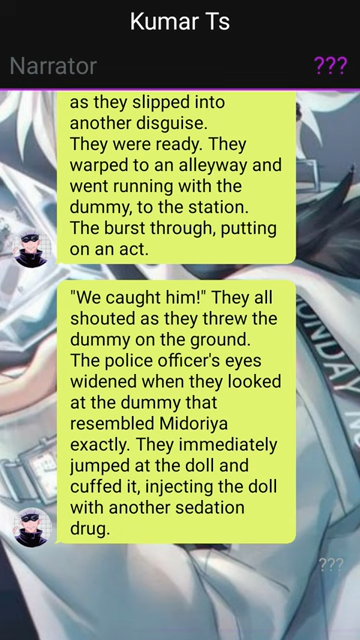 Kumar Ts
Narrator
???
as they slipped into
another disguise.
They were ready. They
warped to an alleyway and
went running with the
dummy, to the station.
The burst through, putting
on an act.
"We caught him!" They all
shouted as they threw the
dummy on the ground.
The police officer's eyes
widened when they looked
at the dummy that
resembled Midoriya
exactly. They immediately
jumped at the doll and
cuffed it, injecting the doll
with another sedation
drug.
???